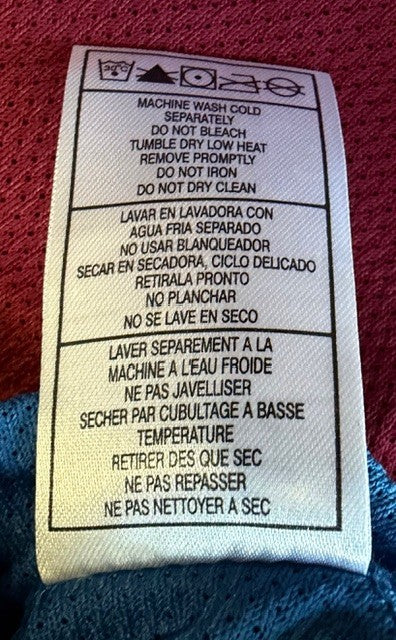 30°C
MACHINE WASH COLD
SEPARATELY
DO NOT BLEACH
TUMBLE DRY LOW HEAT
REMOVE PROMPTLY
DO NOT IRON
DO NOT DRY CLEAN
LAVAR EN LAVADORA CON
AGUA FRIA SEPARADO
NO USAR BLANQUEADOR
SECAR EN SECADORA, CICLO DELICADO
RETIRALA PRONTO
NO PLANCHAR
NO SE LAVE EN SECO
LAVER SEPAREMENT A LA
MACHINE A L'EAU FROIDE
NE PAS JAVELLISER
SECHER PAR CUBULTAGE A BASSE
TEMPERATURE
RETIRER DES QUE SEC
NE PAS REPASSER
NE PAS NETTOYER A SEC